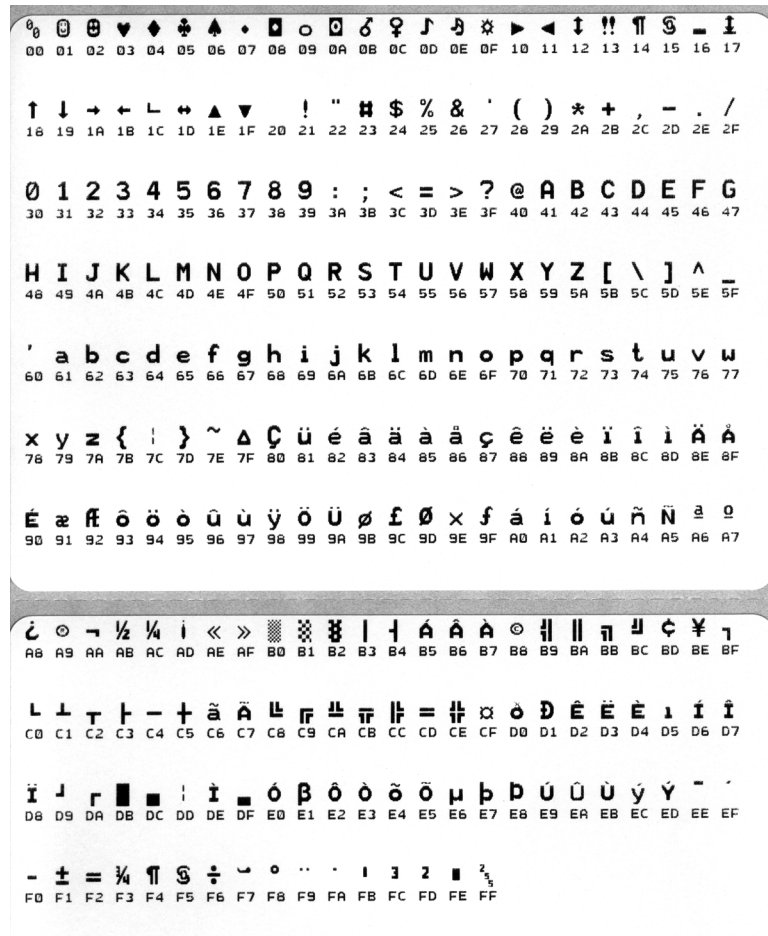 ⁰₀ ☺ ☻ ♥ ♦ ♣ ♠ • ◘ ○ ◙ ♂ ♀ ♪ ♫ ☼ ► ◄ ↕ ‼ ¶ § ▬ ↨
00 01 02 03 04 05 06 07 08 09 0A 0B 0C 0D 0E 0F 10 11 12 13 14 15 16 17
↑ ↓ → ← ∟ ↔ ▲ ▼ ! " # $ % & ' ( ) * + , - . /
18 19 1A 1B 1C 1D 1E 1F 20 21 22 23 24 25 26 27 28 29 2A 2B 2C 2D 2E 2F
0 1 2 3 4 5 6 7 8 9 : ; < = > ? @ A B C D E F G
30 31 32 33 34 35 36 37 38 39 3A 3B 3C 3D 3E 3F 40 41 42 43 44 45 46 47
H I J K L M N O P Q R S T U V W X Y Z [ \ ] ^ _
48 49 4A 4B 4C 4D 4E 4F 50 51 52 53 54 55 56 57 58 59 5A 5B 5C 5D 5E 5F
' a b c d e f g h i j k l m n o p q r s t u v w
60 61 62 63 64 65 66 67 68 69 6A 6B 6C 6D 6E 6F 70 71 72 73 74 75 76 77
x y z { ¦ } ~ Δ Ç ü é â ä à å ç ê ë è ï î ì Ä Å
78 79 7A 7B 7C 7D 7E 7F 80 81 82 83 84 85 86 87 88 89 8A 8B 8C 8D 8E 8F
É æ Æ ô ö ò û ù ÿ Ö Ü ø £ Ø × ƒ á í ó ú ñ Ñ ª º
90 91 92 93 94 95 96 97 98 99 9A 9B 9C 9D 9E 9F A0 A1 A2 A3 A4 A5 A6 A7
¿ ® ¬ ½ ¼ ¡ « » ░ ▒ ▓ │ ┤ Á Â À © ╣ ║ ╗ ╝ ¢ ¥ ┐
A8 A9 AA AB AC AD AE AF B0 B1 B2 B3 B4 B5 B6 B7 B8 B9 BA BB BC BD BE BF
└ ┴ ┬ ├ ─ ┼ ã Ã ╚ ╔ ╩ ╦ ╠ ═ ╬ ¤ ð Ð Ê Ë È ı Í Î
C0 C1 C2 C3 C4 C5 C6 C7 C8 C9 CA CB CC CD CE CF D0 D1 D2 D3 D4 D5 D6 D7
Ï ┘ ┌ █ ▄ ¦ Ì ▬ Ó β Ô Ò õ Õ µ þ Þ Ú Û Ù ý Ý ¯ ´
D8 D9 DA DB DC DD DE DF E0 E1 E2 E3 E4 E5 E6 E7 E8 E9 EA EB EC ED EE EF
- ± = ¾ ¶ § ÷ ¸ ° ¨ · ı 3 2 ■ ²₅₅
F0 F1 F2 F3 F4 F5 F6 F7 F8 F9 FA FB FC FD FE FF